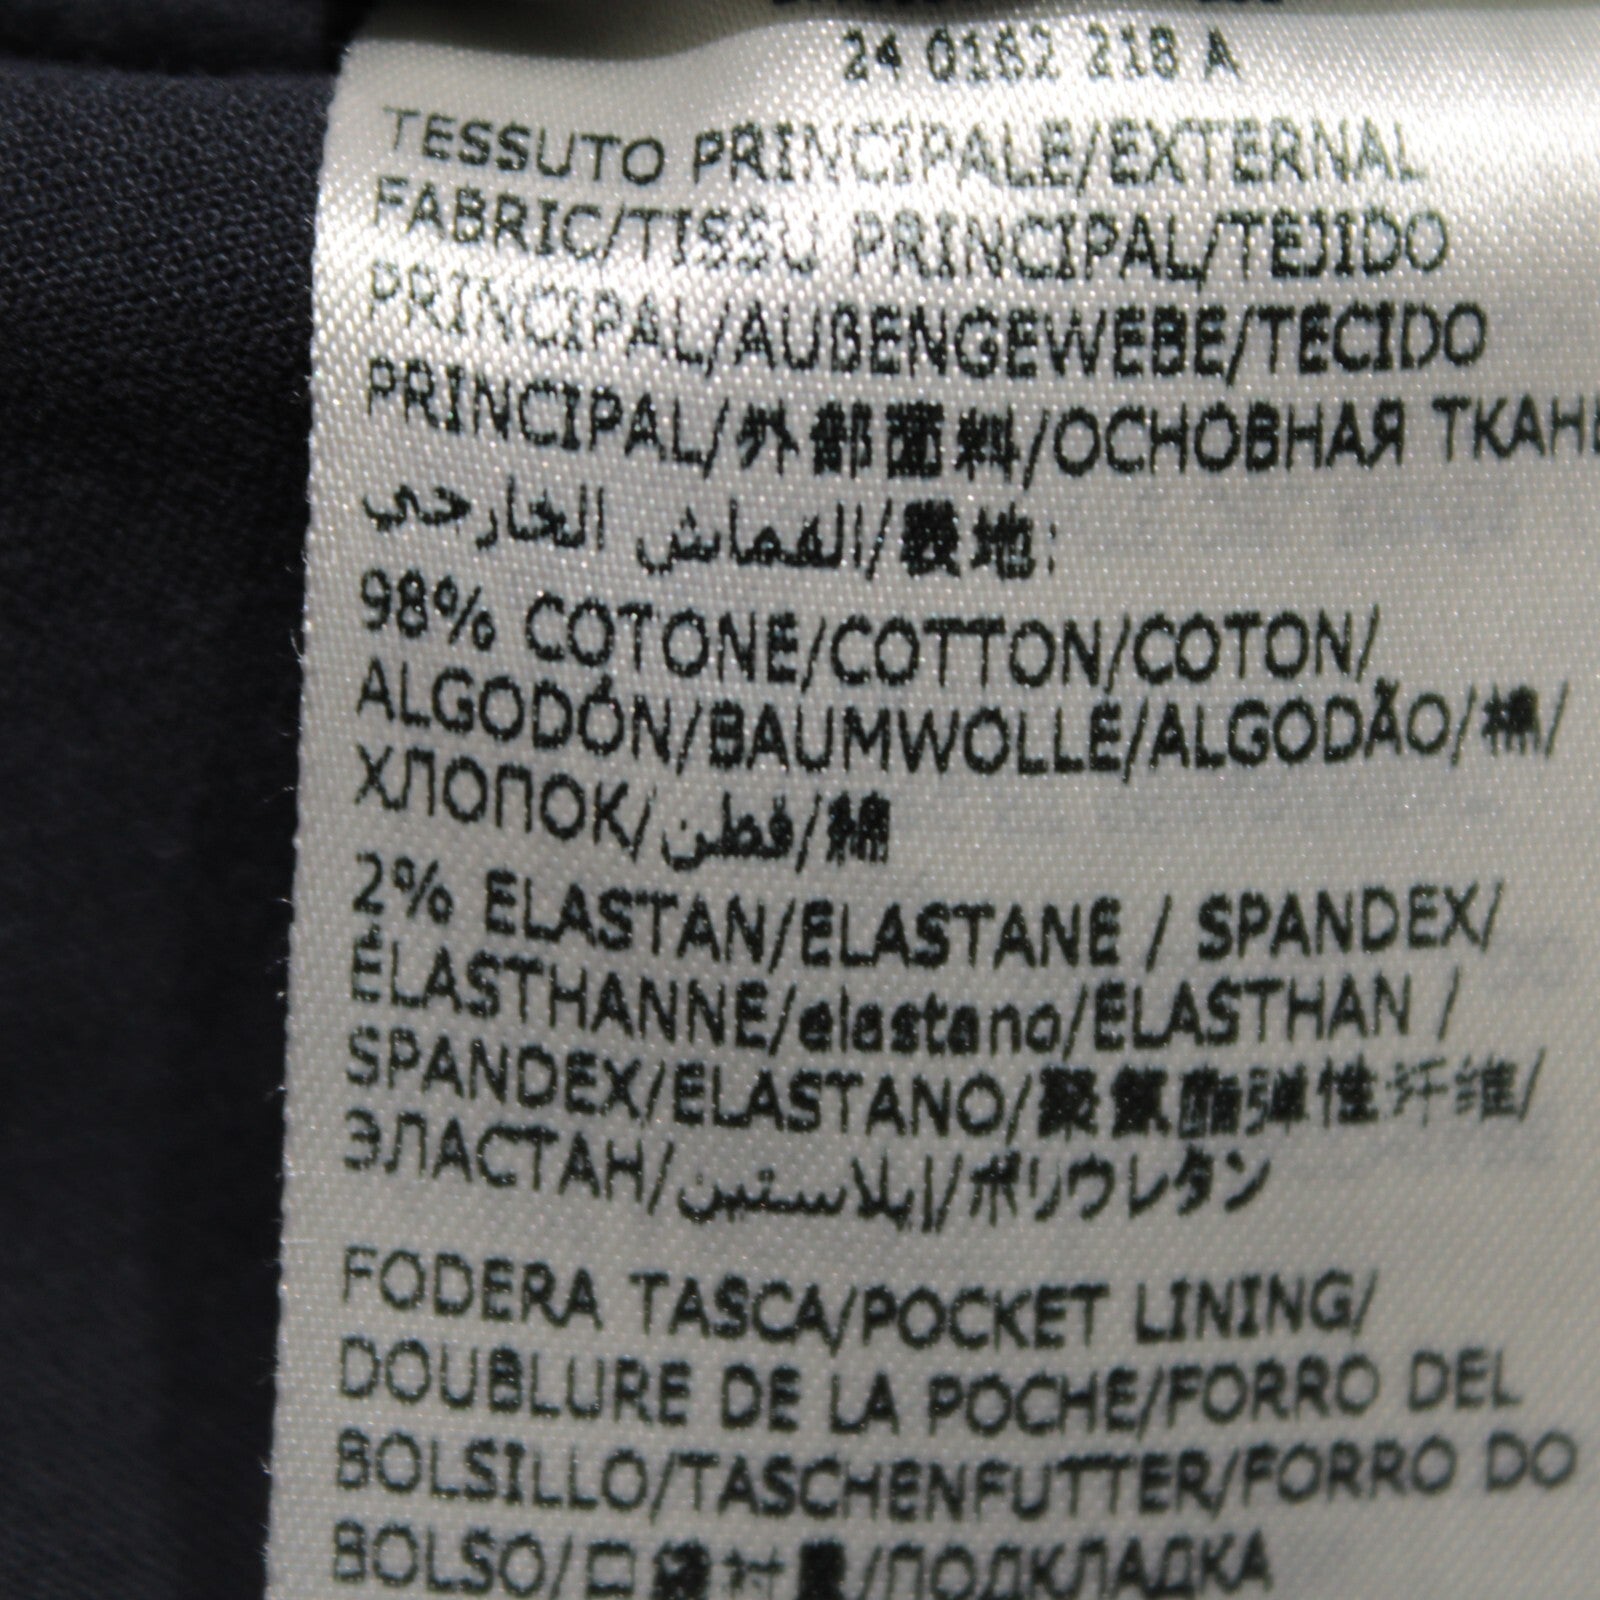 24 0162 218 A
TESSUTO PRINCIPALE/EXTERNAL
FABRIC/TISSU PRINCIPAL/TEJIDO
PRINCIPAL/AUßENGEWEBE/TECIDO
PRINCIPAL/外部面料/ОСНОВНАЯ ТКАНЬ
القماش الخارجي/表地:
98% COTONE/COTTON/COTON/
ALGODÓN/BAUMWOLLE/ALGODÃO/棉/
ХЛОПОК/قطن/綿
2% ELASTAN/ELASTANE / SPANDEX/
ÉLASTHANNE/elastano/ELASTHAN /
SPANDEX/ELASTANO/聚氨酯弹性纤维/
ЭЛАСТАН/إيلاستين/ポリウレタン
FODERA TASCA/POCKET LINING/
DOUBLURE DE LA POCHE/FORRO DEL
BOLSILLO/TASCHENFUTTER/FORRO DO
BOLSO/口袋衬里/ПОДКЛАДКА